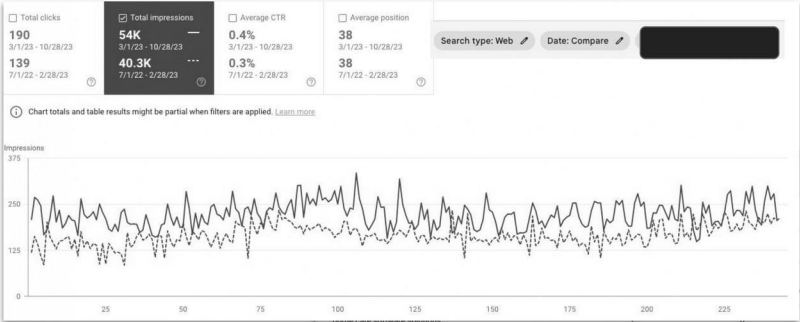 Total clicks
190
3/1/23 - 10/28/23
139
7/1/22 - 2/28/23
Total impressions
54K
3/1/23 - 10/28/23
40.3K
7/1/22 - 2/28/23
Average CTR
0.4%
3/1/23 - 10/28/23
0.3%
7/1/22 - 2/28/23
Average position
38
3/1/23 - 10/28/23
38
7/1/22 - 2/28/23
Search type: Web
Date: Compare
Chart totals and table results might be partial when filters are applied. Learn more
Impressions
375
250
125
0
25
50
75
100
125
150
175
200
225